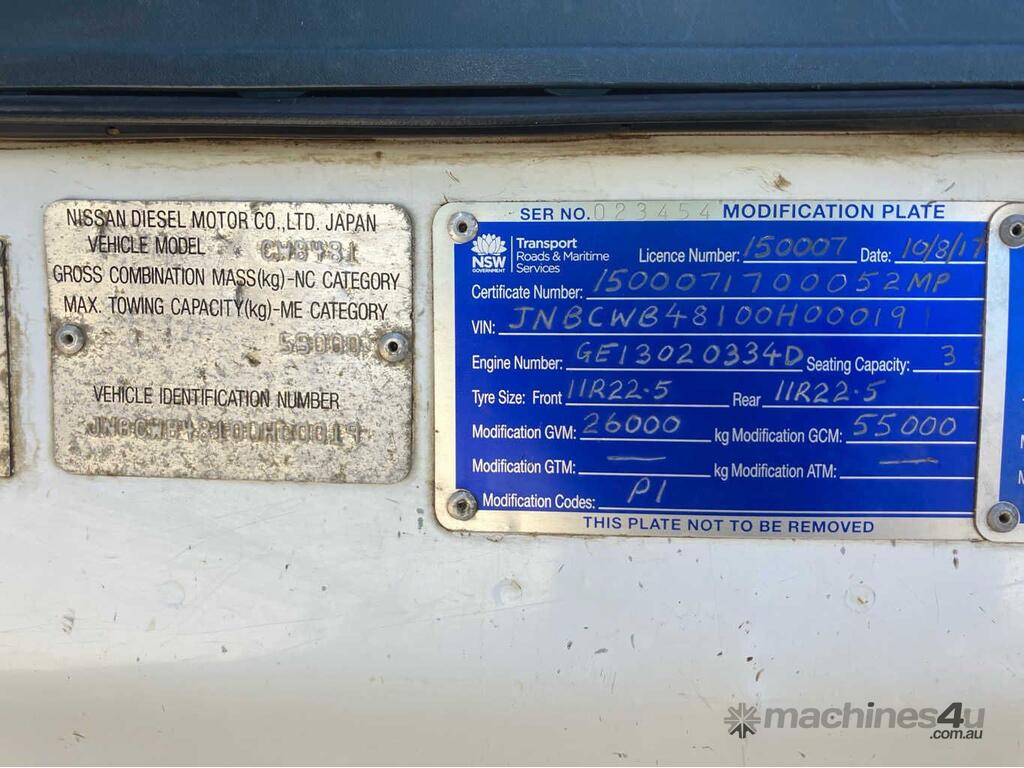 NISSAN DIESEL MOTOR CO.,LTD. JAPAN
VEHICLE MODEL
GROSS COMBINATION MASS(kg)-NC CATEGORY
MAX. TOWING CAPACITY(kg)-ME CATEGORY
VEHICLE IDENTIFICATION NUMBER
SER NO. 023454 MODIFICATION PLATE
NSW GOVERNMENT
Transport
Roads & Maritime
Services
Licence Number: 150007 Date: 10/8/17
Certificate Number: 1500071700052MP
VIN: JNBCWB48100H00019
Engine Number: GE13020334D Seating Capacity: 3
Tyre Size: Front 11R22.5 Rear 11R22.5
Modification GVM: 26000 kg Modification GCM: 55000
Modification GTM: — kg Modification ATM: —
Modification Codes: P1
THIS PLATE NOT TO BE REMOVED
machines4u
.com.au